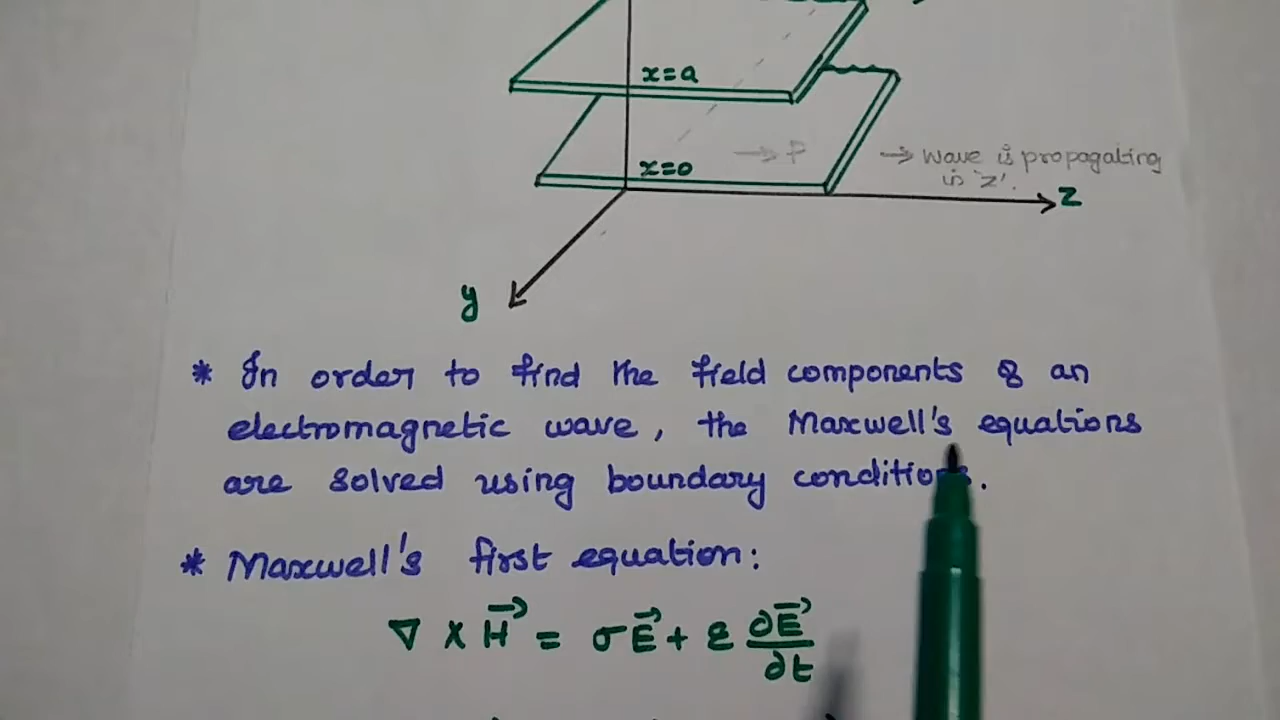 x=a
x=0
→ P
→ Wave is propagating
in 'z'.
z
y
* In order to find the field components of an
electromagnetic wave, the Maxwell's equations
are solved using boundary conditions.
* Maxwell's first equation:
∇ × H⃗ = σE⃗ + ε ∂E⃗/∂t